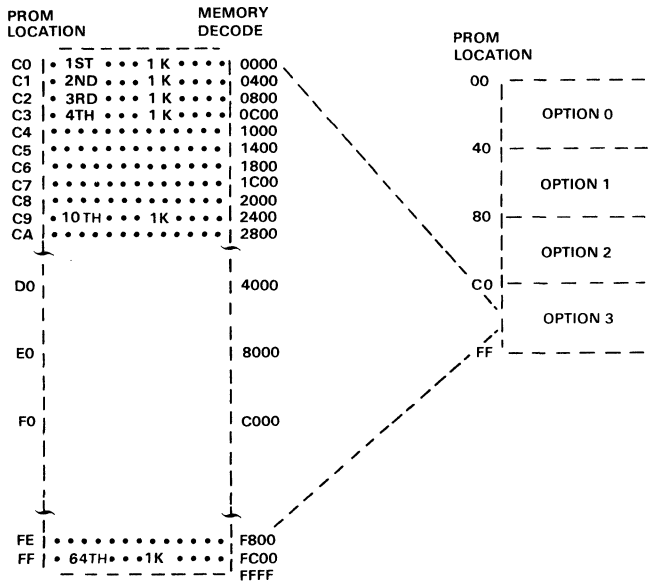 PROM LOCATION MEMORY DECODE
C0 1ST 1K 0000
C1 2ND 1K 0400
C2 3RD 1K 0800
C3 4TH 1K 0C00
C4 1000
C5 1400
C6 1800
C7 1C00
C8 2000
C9 10TH 1K 2400
CA 2800
D0 4000
E0 8000
F0 C000
FE F800
FF 64TH 1K FC00
FFFF
PROM
LOCATION
00
OPTION 0
40
OPTION 1
80
OPTION 2
C0
OPTION 3
FF